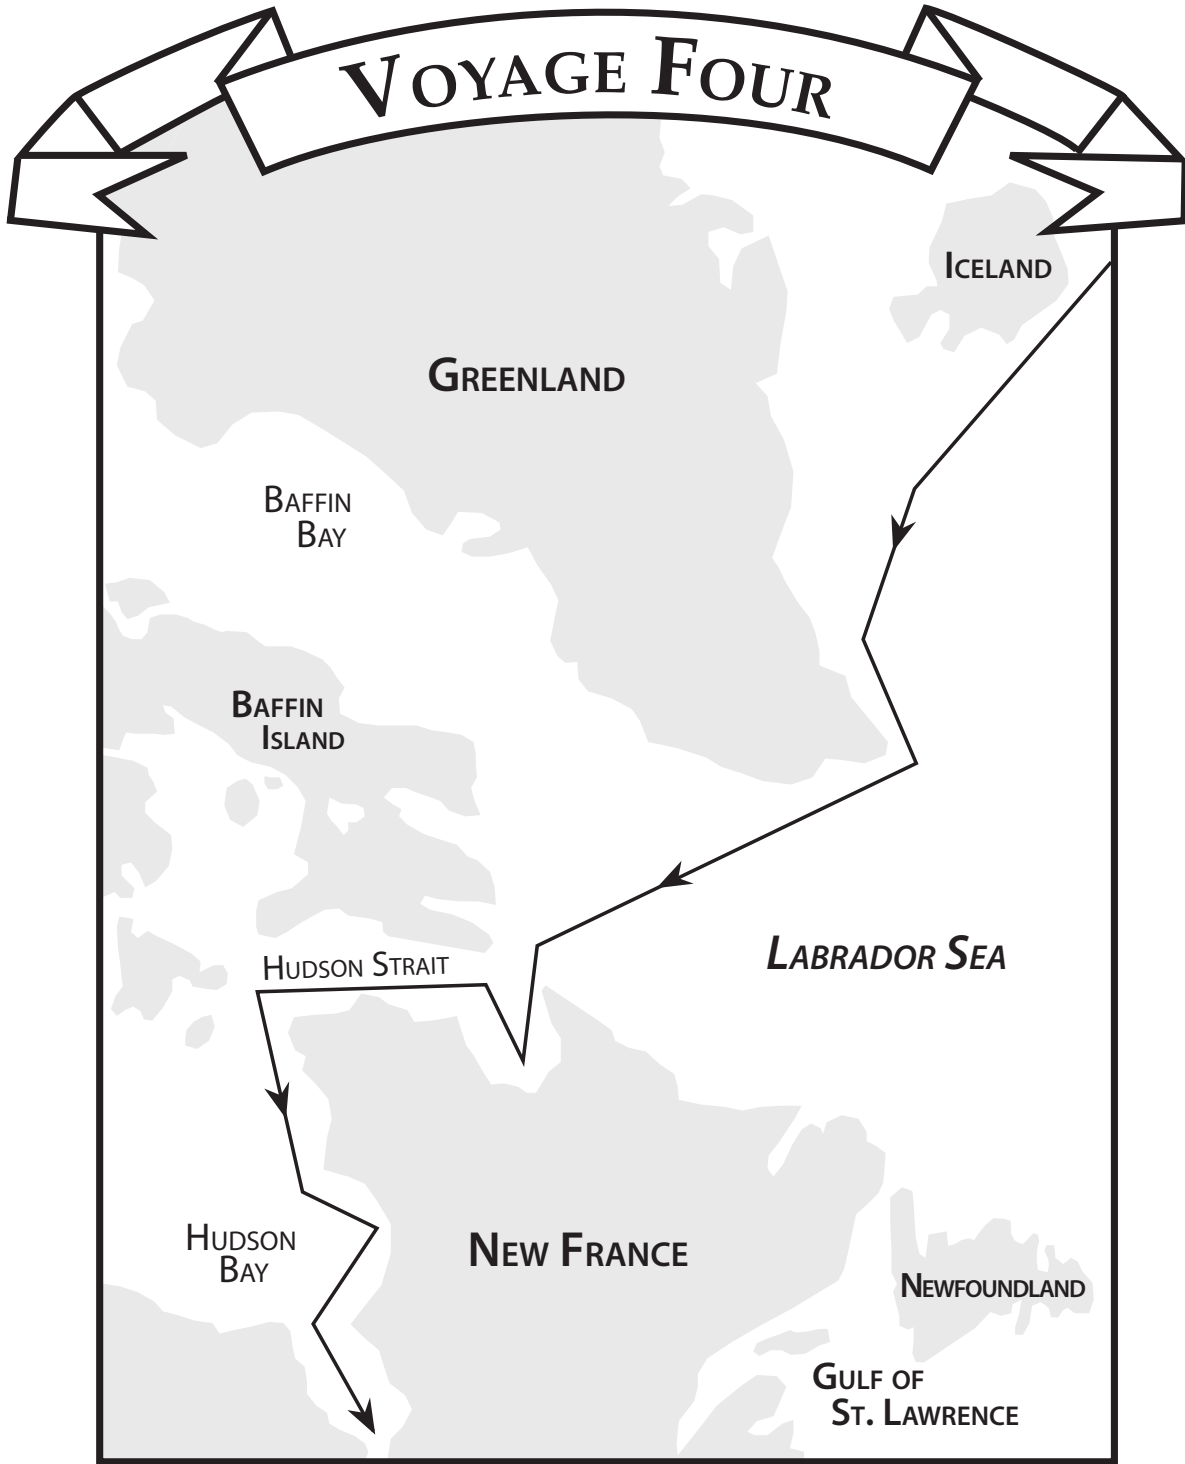 VOYAGE FOUR
ICELAND
GREENLAND
BAFFIN
BAY
BAFFIN
ISLAND
LABRADOR SEA
HUDSON STRAIT
HUDSON
BAY
NEW FRANCE
NEWFOUNDLAND
GULF OF
ST. LAWRENCE